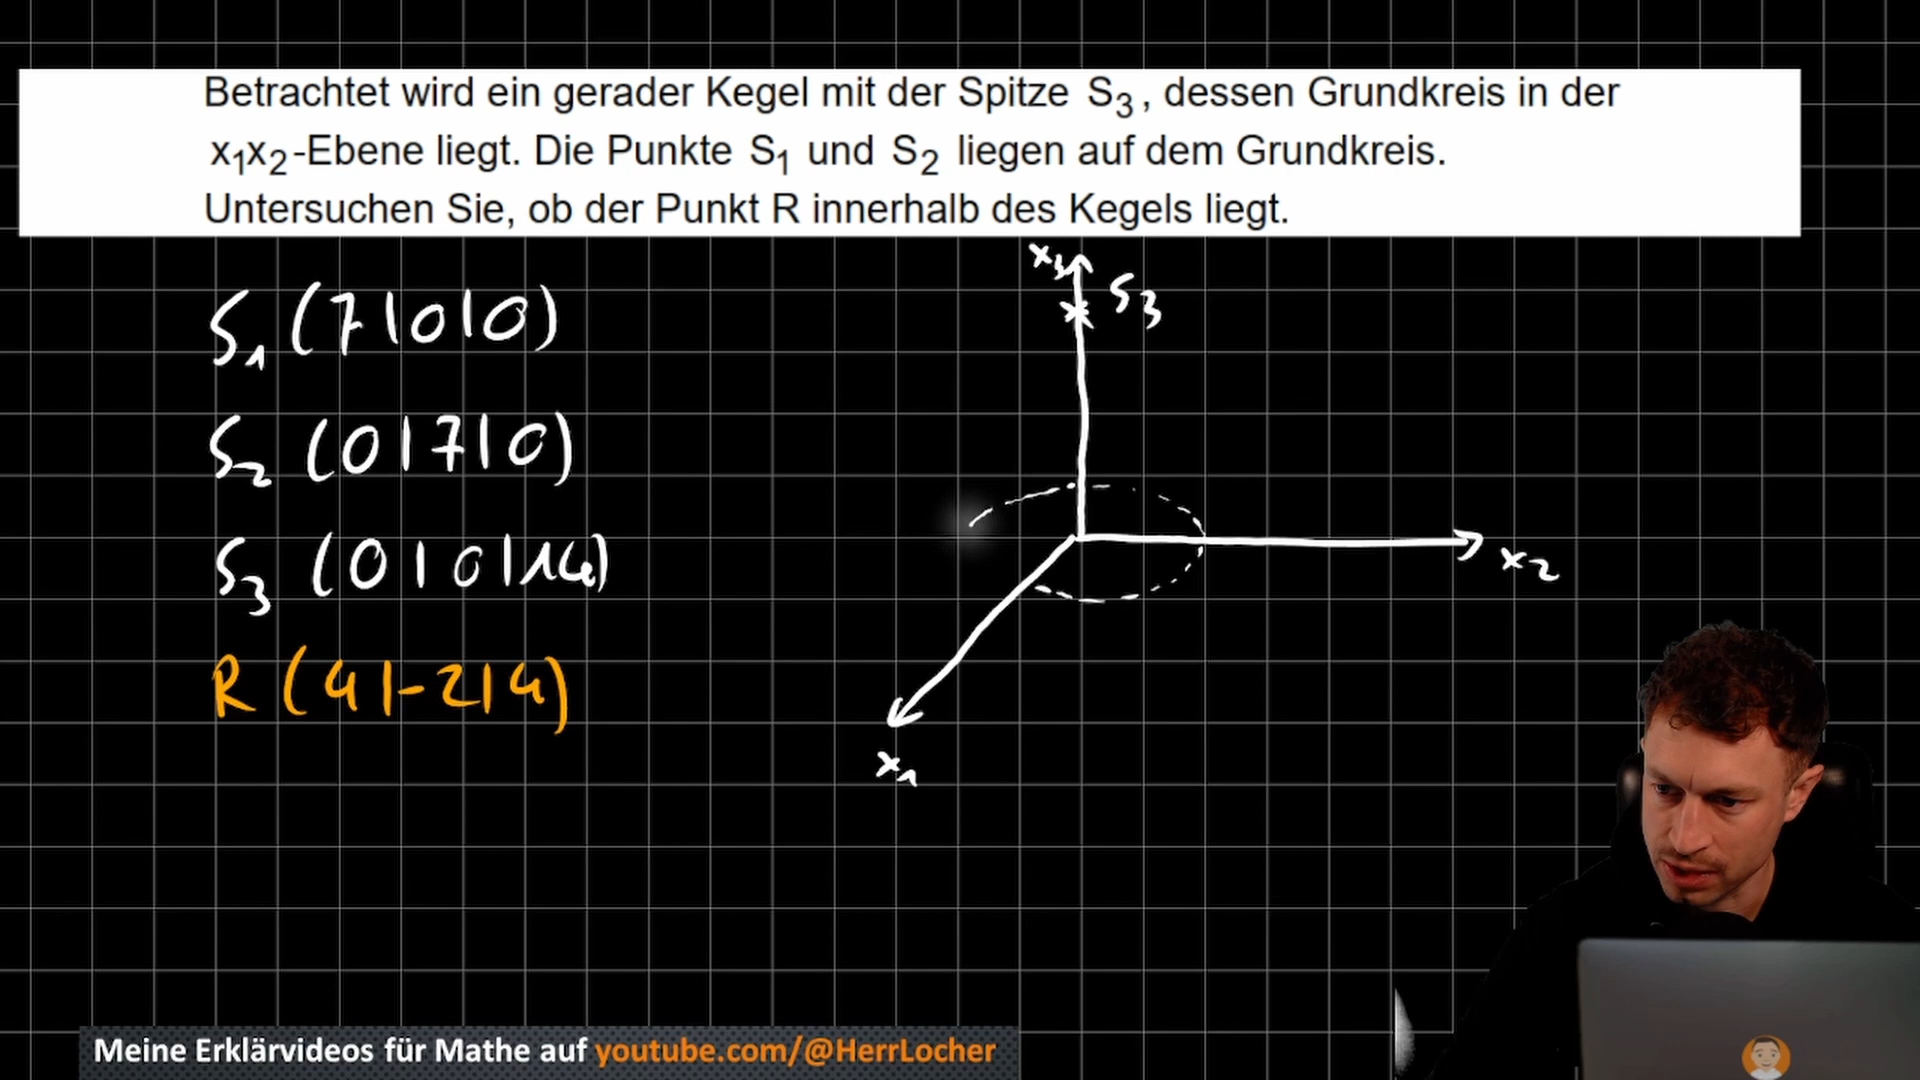 Betrachtet wird ein gerader Kegel mit der Spitze S₃, dessen Grundkreis in der
x₁x₂-Ebene liegt. Die Punkte S₁ und S₂ liegen auf dem Grundkreis.
Untersuchen Sie, ob der Punkt R innerhalb des Kegels liegt.
x₃
S₃
S₁ (7|0|0)
S₂ (0|7|0)
S₃ (0|0|14)
x₂
R (4|-2|4)
x₁
Meine Erklärvideos für Mathe auf youtube.com/@HerrLocher